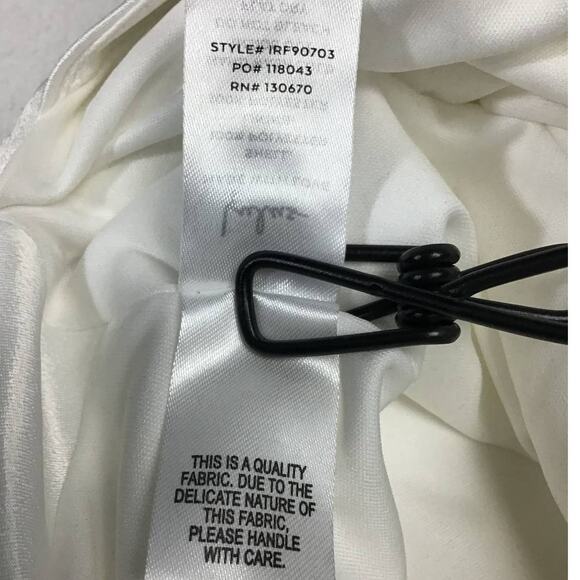 STYLE# IRF90703
PO# 118043
RN# 130670
THIS IS A QUALITY
FABRIC. DUE TO THE
DELICATE NATURE OF
THIS FABRIC,
PLEASE HANDLE
WITH CARE.